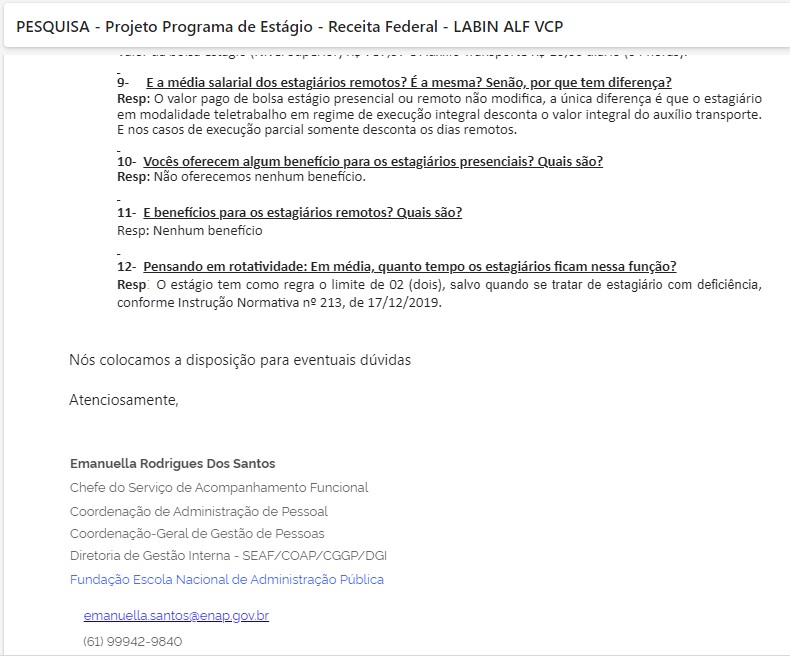 PESQUISA - Projeto Programa de Estágio - Receita Federal - LABIN ALF VCP
9- E a média salarial dos estagiários remotos? É a mesma? Senão, por que tem diferença?
Resp: O valor pago de bolsa estágio presencial ou remoto não modifica, a única diferença é que o estagiário
em modalidade teletrabalho em regime de execução integral desconta o valor integral do auxílio transporte.
E nos casos de execução parcial somente desconta os dias remotos.
10- Vocês oferecem algum benefício para os estagiários presenciais? Quais são?
Resp: Não oferecemos nenhum benefício.
11- E benefícios para os estagiários remotos? Quais são?
Resp: Nenhum benefício
12- Pensando em rotatividade: Em média, quanto tempo os estagiários ficam nessa função?
Resp: O estágio tem como regra o limite de 02 (dois), salvo quando se tratar de estagiário com deficiência,
conforme Instrução Normativa nº 213, de 17/12/2019.
Nós colocamos a disposição para eventuais dúvidas
Atenciosamente,
Emanuella Rodrigues Dos Santos
Chefe do Serviço de Acompanhamento Funcional
Coordenação de Administração de Pessoal
Coordenação-Geral de Gestão de Pessoas
Diretoria de Gestão Interna - SEAF/COAP/CGGP/DGI
Fundação Escola Nacional de Administração Pública
emanuella.santos@enap.gov.br
(61) 99942-9840